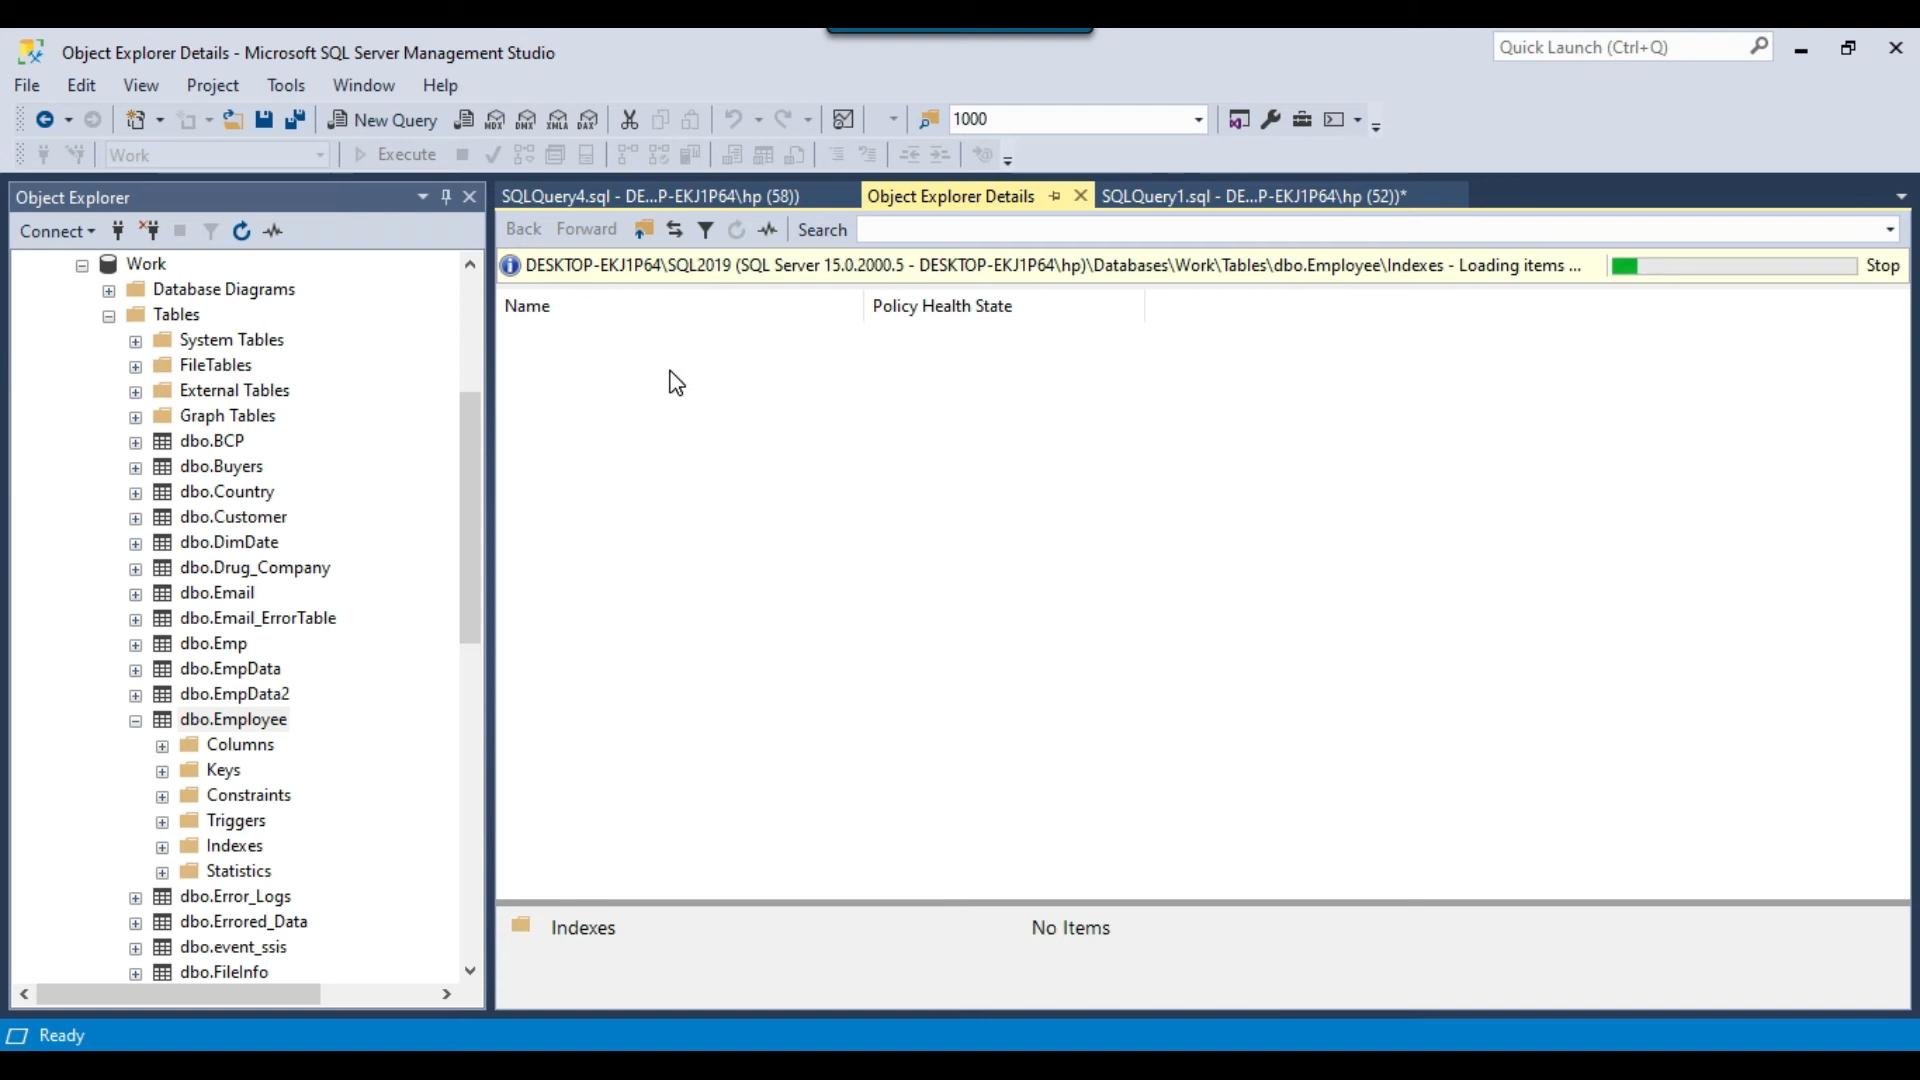 Object Explorer Details - Microsoft SQL Server Management Studio
Quick Launch (Ctrl+Q)
File Edit View Project Tools Window Help
New Query MDX DMX XMLA DAX 1000
Work Execute
Object Explorer
SQLQuery4.sql - DE...P-EKJ1P64\hp (58)) Object Explorer Details SQLQuery1.sql - DE...P-EKJ1P64\hp (52))*
Connect
Back Forward Search
DESKTOP-EKJ1P64\SQL2019 (SQL Server 15.0.2000.5 - DESKTOP-EKJ1P64\hp)\Databases\Work\Tables\dbo.Employee\Indexes - Loading items ... Stop
Name Policy Health State
Work
Database Diagrams
Tables
System Tables
FileTables
External Tables
Graph Tables
dbo.BCP
dbo.Buyers
dbo.Country
dbo.Customer
dbo.DimDate
dbo.Drug_Company
dbo.Email
dbo.Email_ErrorTable
dbo.Emp
dbo.EmpData
dbo.EmpData2
dbo.Employee
Columns
Keys
Constraints
Triggers
Indexes
Statistics
dbo.Error_Logs
dbo.Errored_Data
dbo.event_ssis
dbo.FileInfo
Indexes No Items
Ready